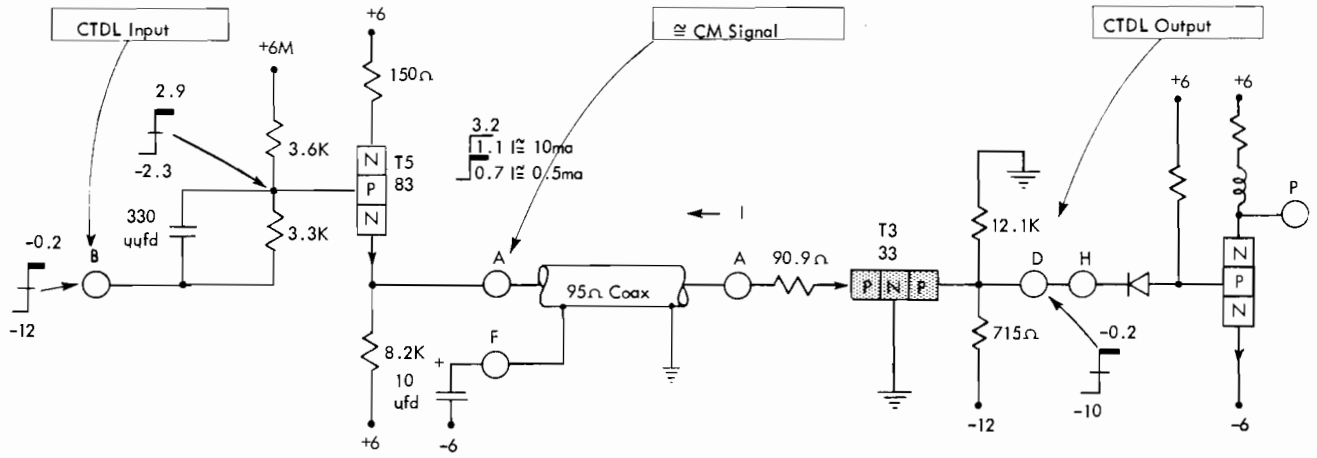 CTDL Input
+6
≅ CM Signal
CTDL Output
+6M
150Ω
+6
+6
2.9
-2.3
3.6K
N
P
N
T5
83
3.2
1.1 I≅ 10ma
0.7 I≅ 0.5ma
330
μμfd
3.3K
-0.2
-12
B
A
95Ω Coax
I
A
90.9Ω
T3
33
P N P
12.1K
D
H
P
N
P
N
8.2K
+6
F
+
10
μfd
-6
715Ω
-12
-0.2
-10
-6